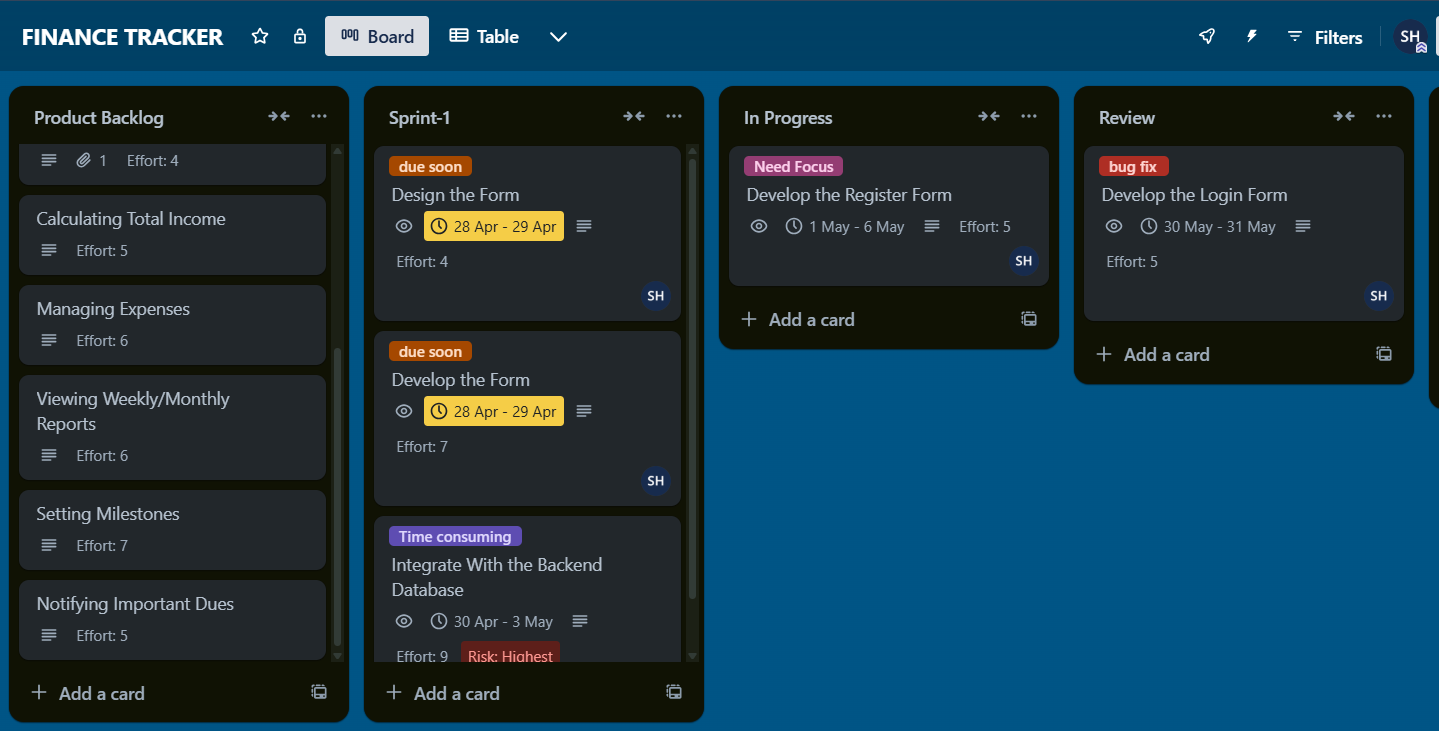 FINANCE TRACKER
Board
Table
Filters
SH
Product Backlog
1 Effort: 4
Calculating Total Income
Effort: 5
Managing Expenses
Effort: 6
Viewing Weekly/Monthly
Reports
Effort: 6
Setting Milestones
Effort: 7
Notifying Important Dues
Effort: 5
Add a card
Sprint-1
due soon
Design the Form
28 Apr - 29 Apr
Effort: 4
SH
due soon
Develop the Form
28 Apr - 29 Apr
Effort: 7
SH
Time consuming
Integrate With the Backend
Database
30 Apr - 3 May
Effort: 9 Risk: Highest
Add a card
In Progress
Need Focus
Develop the Register Form
1 May - 6 May Effort: 5
SH
Add a card
Review
bug fix
Develop the Login Form
30 May - 31 May
Effort: 5
SH
Add a card